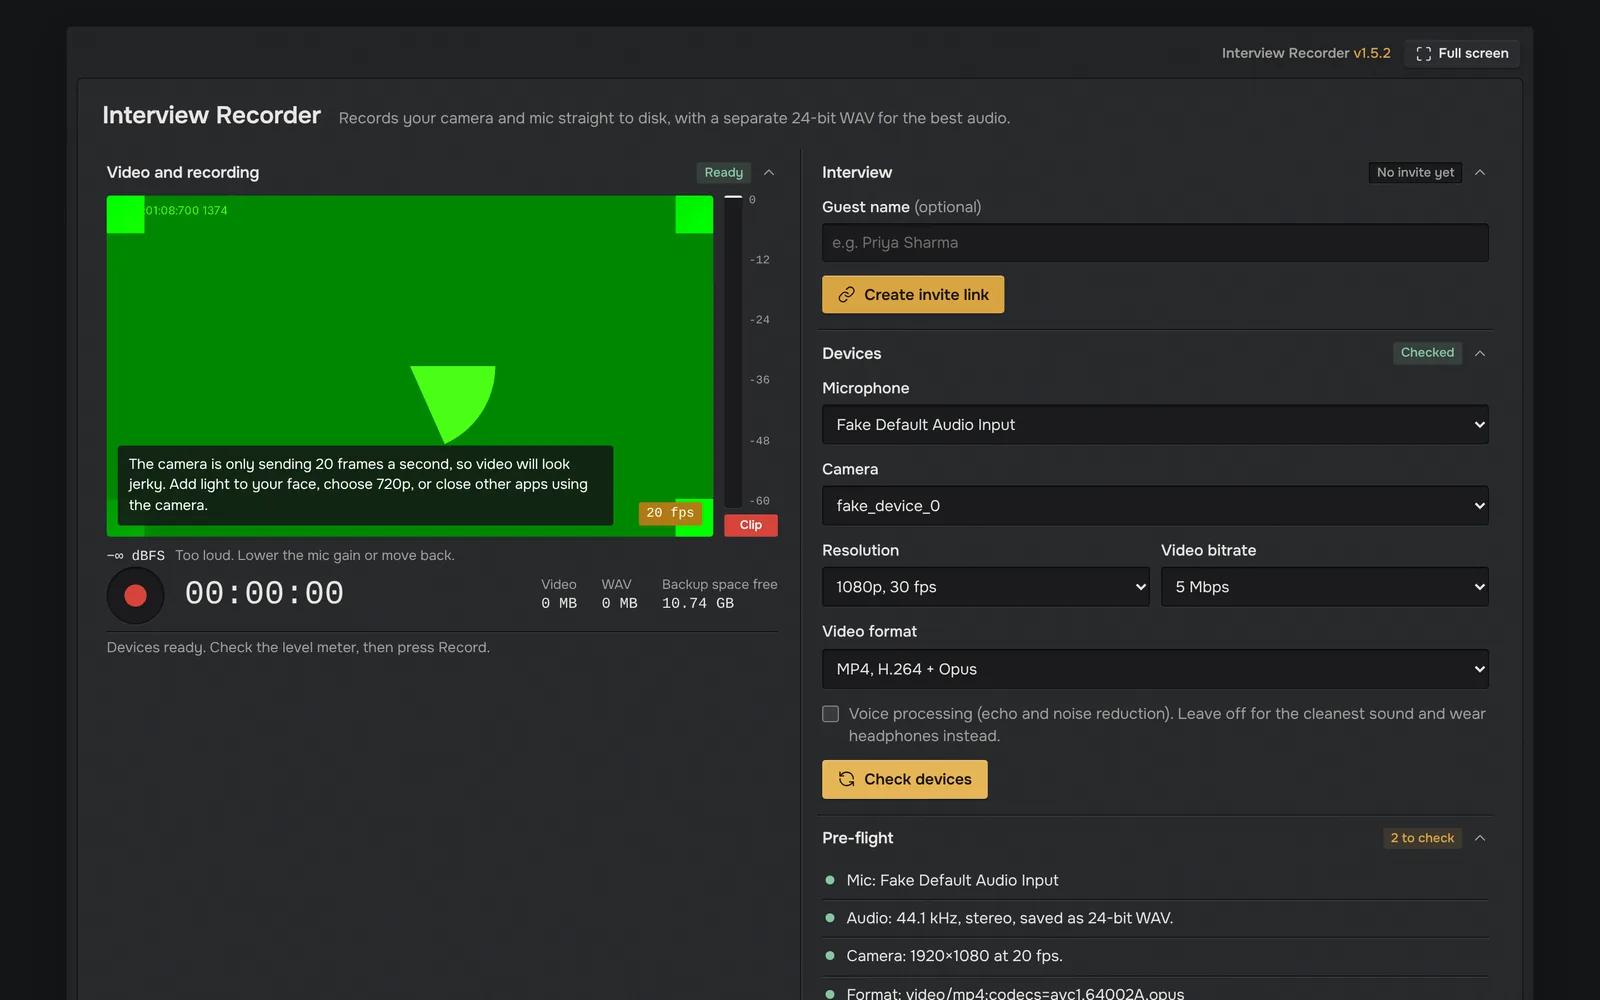 Interview Recorder v1.5.2
Full screen
Interview Recorder
Records your camera and mic straight to disk, with a separate 24-bit WAV for the best audio.
Video and recording
Ready
:01:08:700 1374
0
-12
-24
-36
-48
-60
The camera is only sending 20 frames a second, so video will look
jerky. Add light to your face, choose 720p, or close other apps using
the camera.
20 fps
Clip
−∞ dBFS Too loud. Lower the mic gain or move back.
00:00:00
Video
0 MB
WAV
0 MB
Backup space free
10.74 GB
Devices ready. Check the level meter, then press Record.
Interview
No invite yet
Guest name (optional)
e.g. Priya Sharma
Create invite link
Devices
Checked
Microphone
Fake Default Audio Input
Camera
fake_device_0
Resolution
1080p, 30 fps
Video bitrate
5 Mbps
Video format
MP4, H.264 + Opus
Voice processing (echo and noise reduction). Leave off for the cleanest sound and wear
headphones instead.
Check devices
Pre-flight
2 to check
Mic: Fake Default Audio Input
Audio: 44.1 kHz, stereo, saved as 24-bit WAV.
Camera: 1920×1080 at 20 fps.
Format: video/mp4;codecs=avc1.64002A,opus